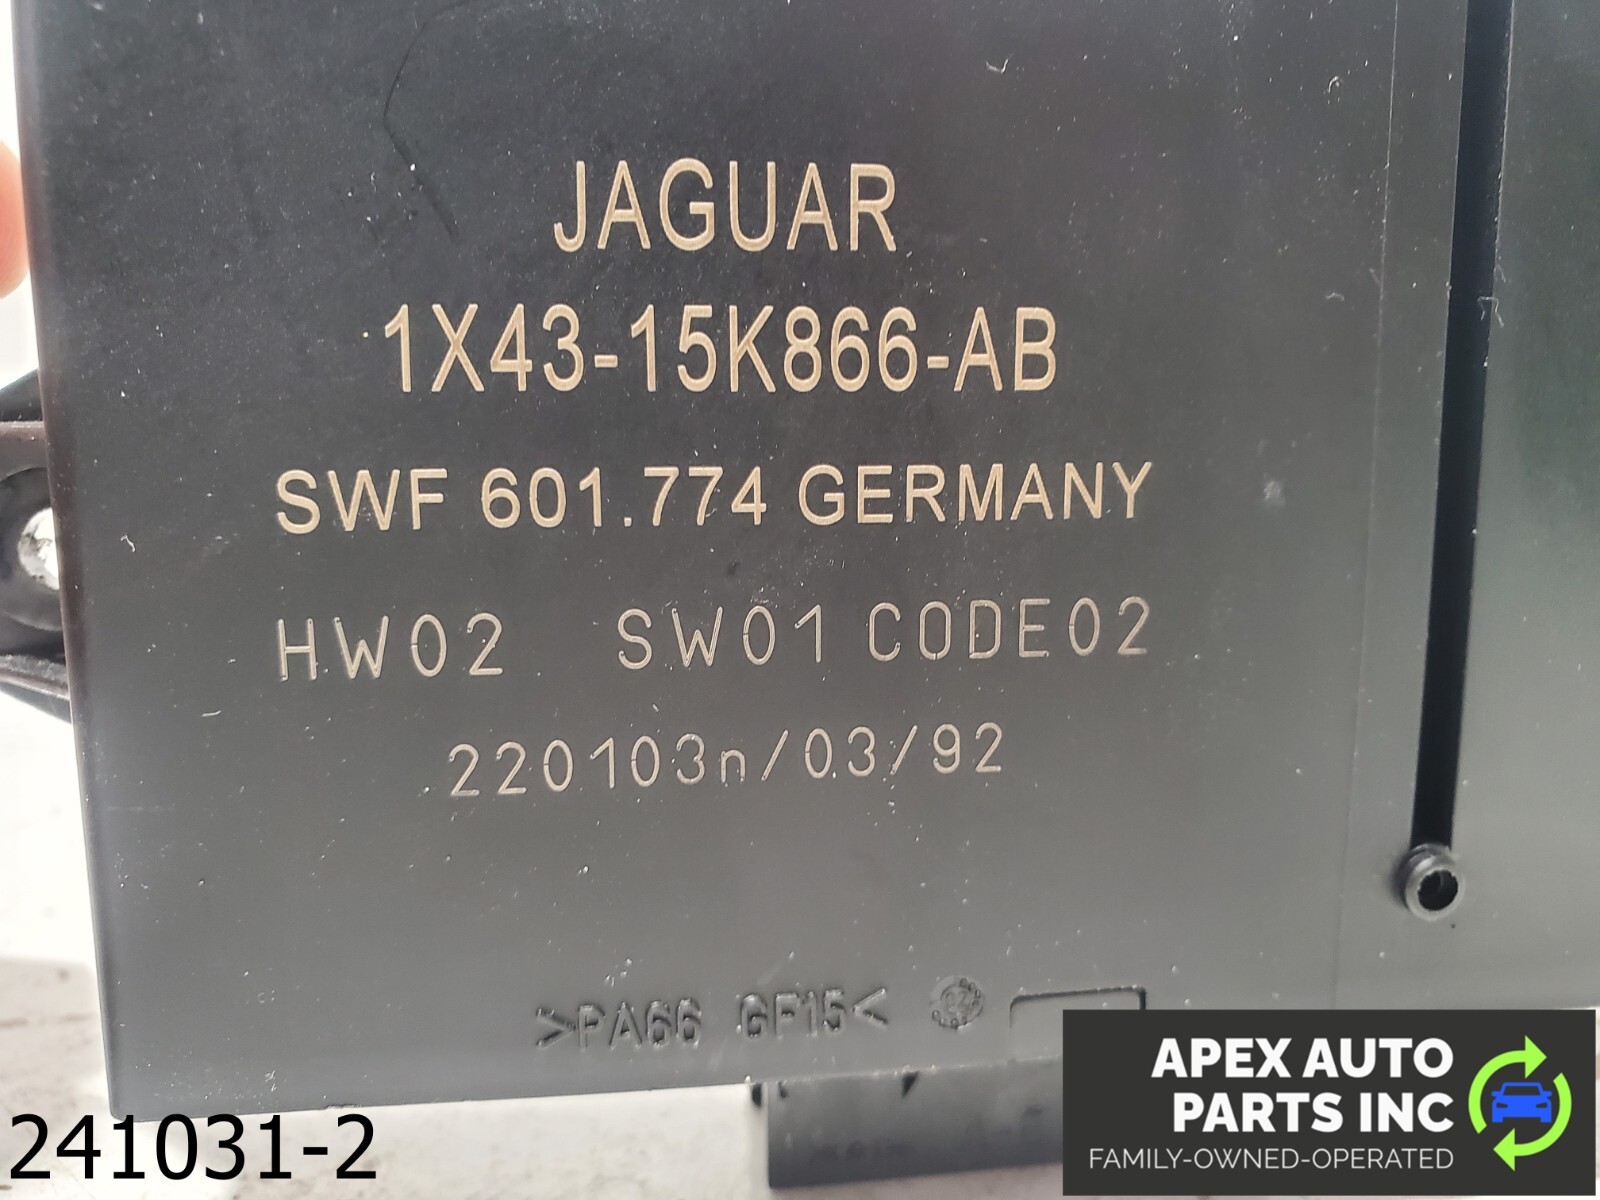 JAGUAR
1X43-15K866-AB
SWF 601.774 GERMANY
HW02 SW01 CODE02
220103n/03/92
>PA66 GF15<
241031-2
APEX AUTO
PARTS INC
FAMILY-OWNED-OPERATED